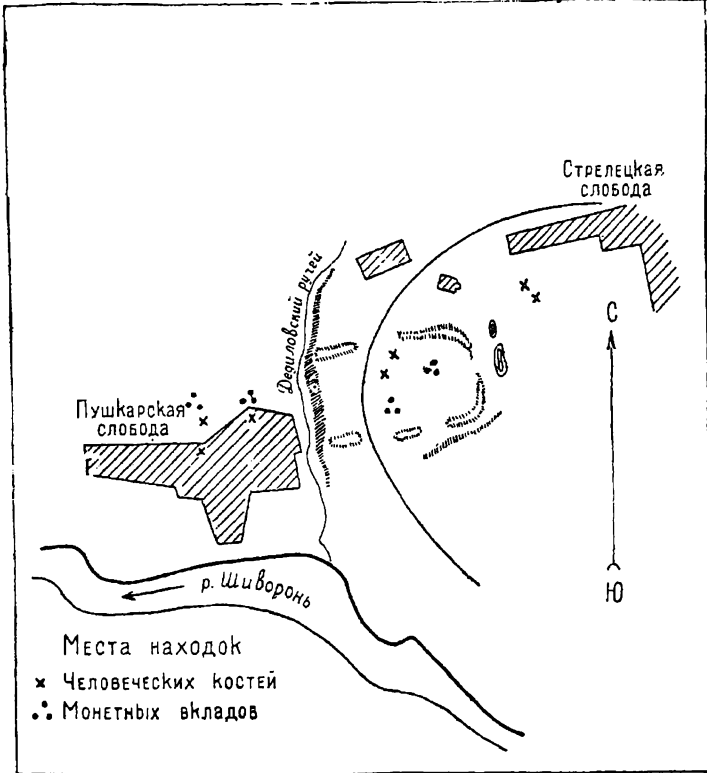 Стрелецкая
слобода
С
Дедиловский ручей
Пушкарская
слобода
р. Шиворонь
Ю
Места находок
Человеческих костей
Монетных вкладов